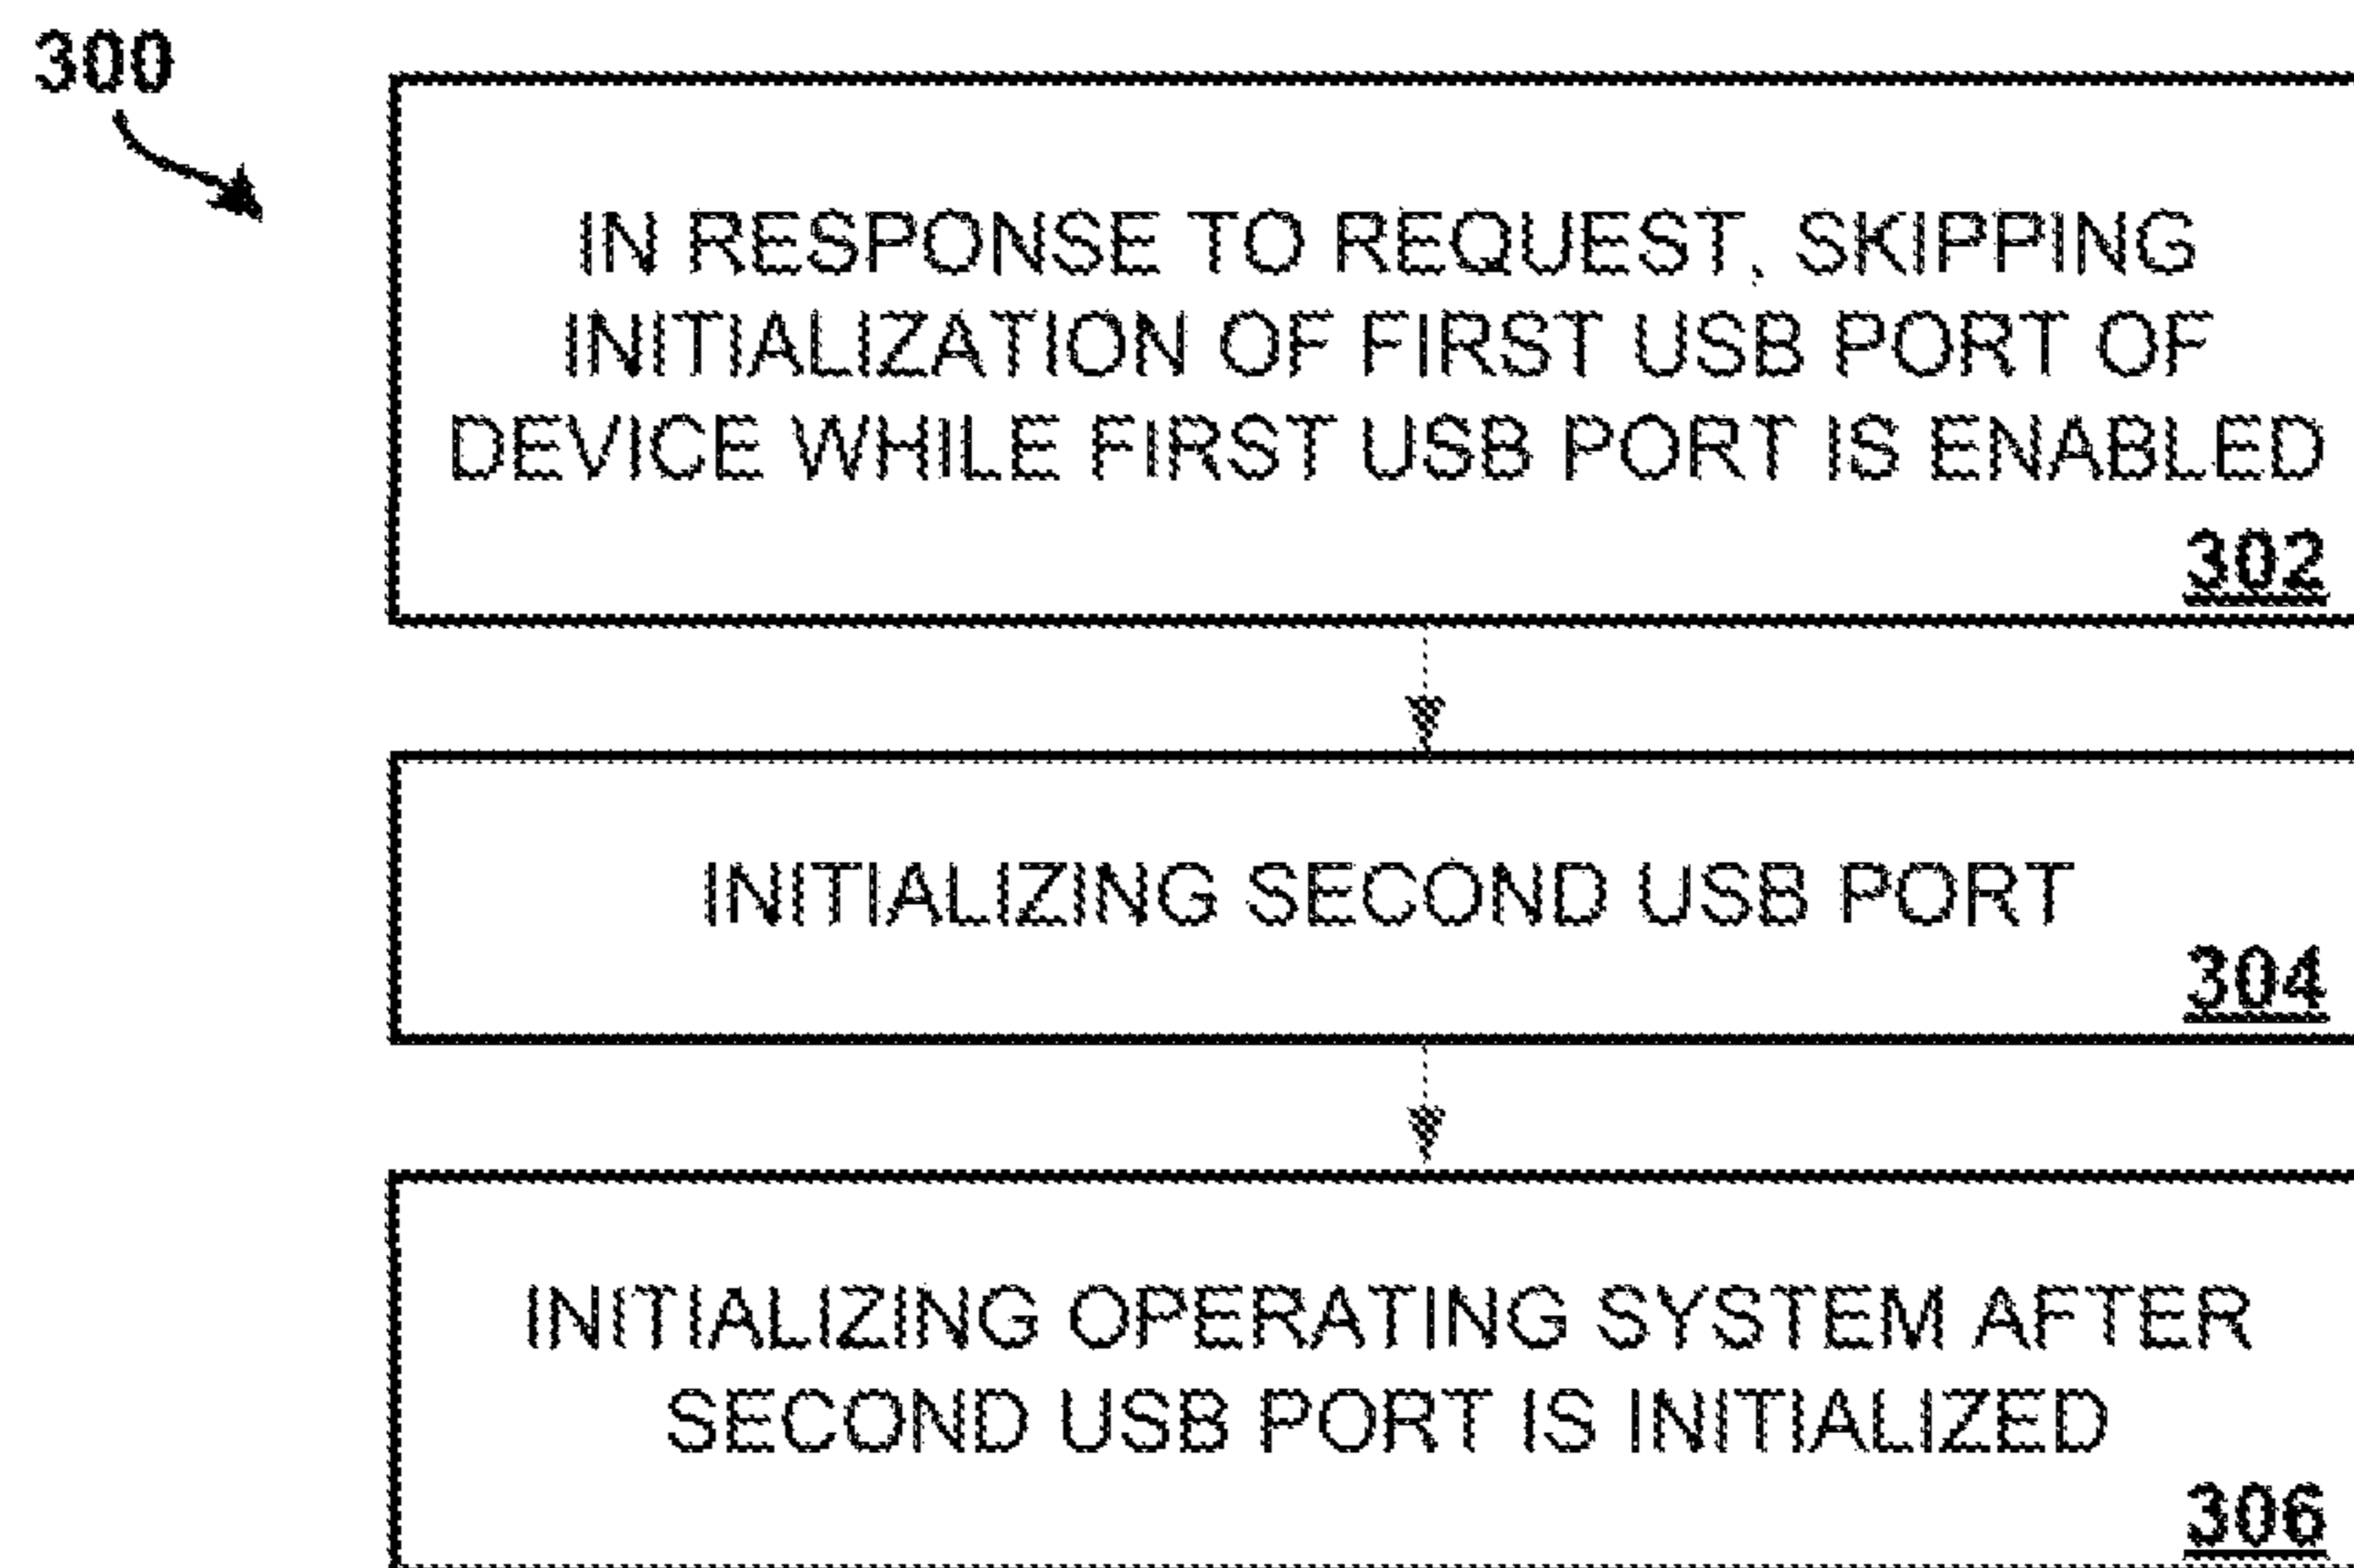 300
IN RESPONSE TO REQUEST, SKIPPING
INITIALIZATION OF FIRST USB PORT OF
DEVICE WHILE FIRST USB PORT IS ENABLED
302
INITIALIZING SECOND USB PORT
304
INITIALIZING OPERATING SYSTEM AFTER
SECOND USB PORT IS INITIALIZED
306